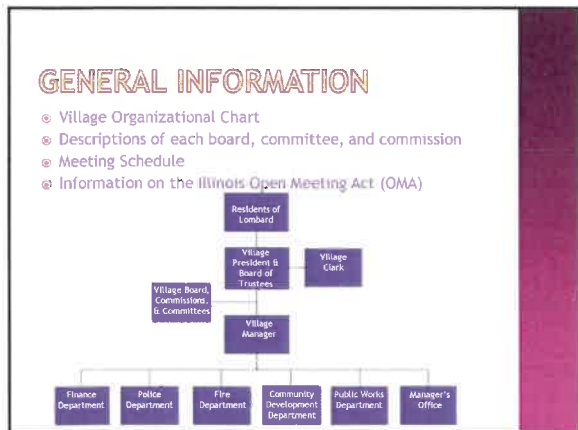 GENERAL INFORMATION
Village Organizational Chart
Descriptions of each board, committee, and commission
Meeting Schedule
Information on the Illinois Open Meeting Act (OMA)
Residents of
Lombard
Village
President &
Board of
Trustees
Village
Clerk
Village Board,
Commissions,
& Committees
Village
Manager
Finance
Department
Police
Department
Fire
Department
Community
Development
Department
Public Works
Department
Manager's
Office